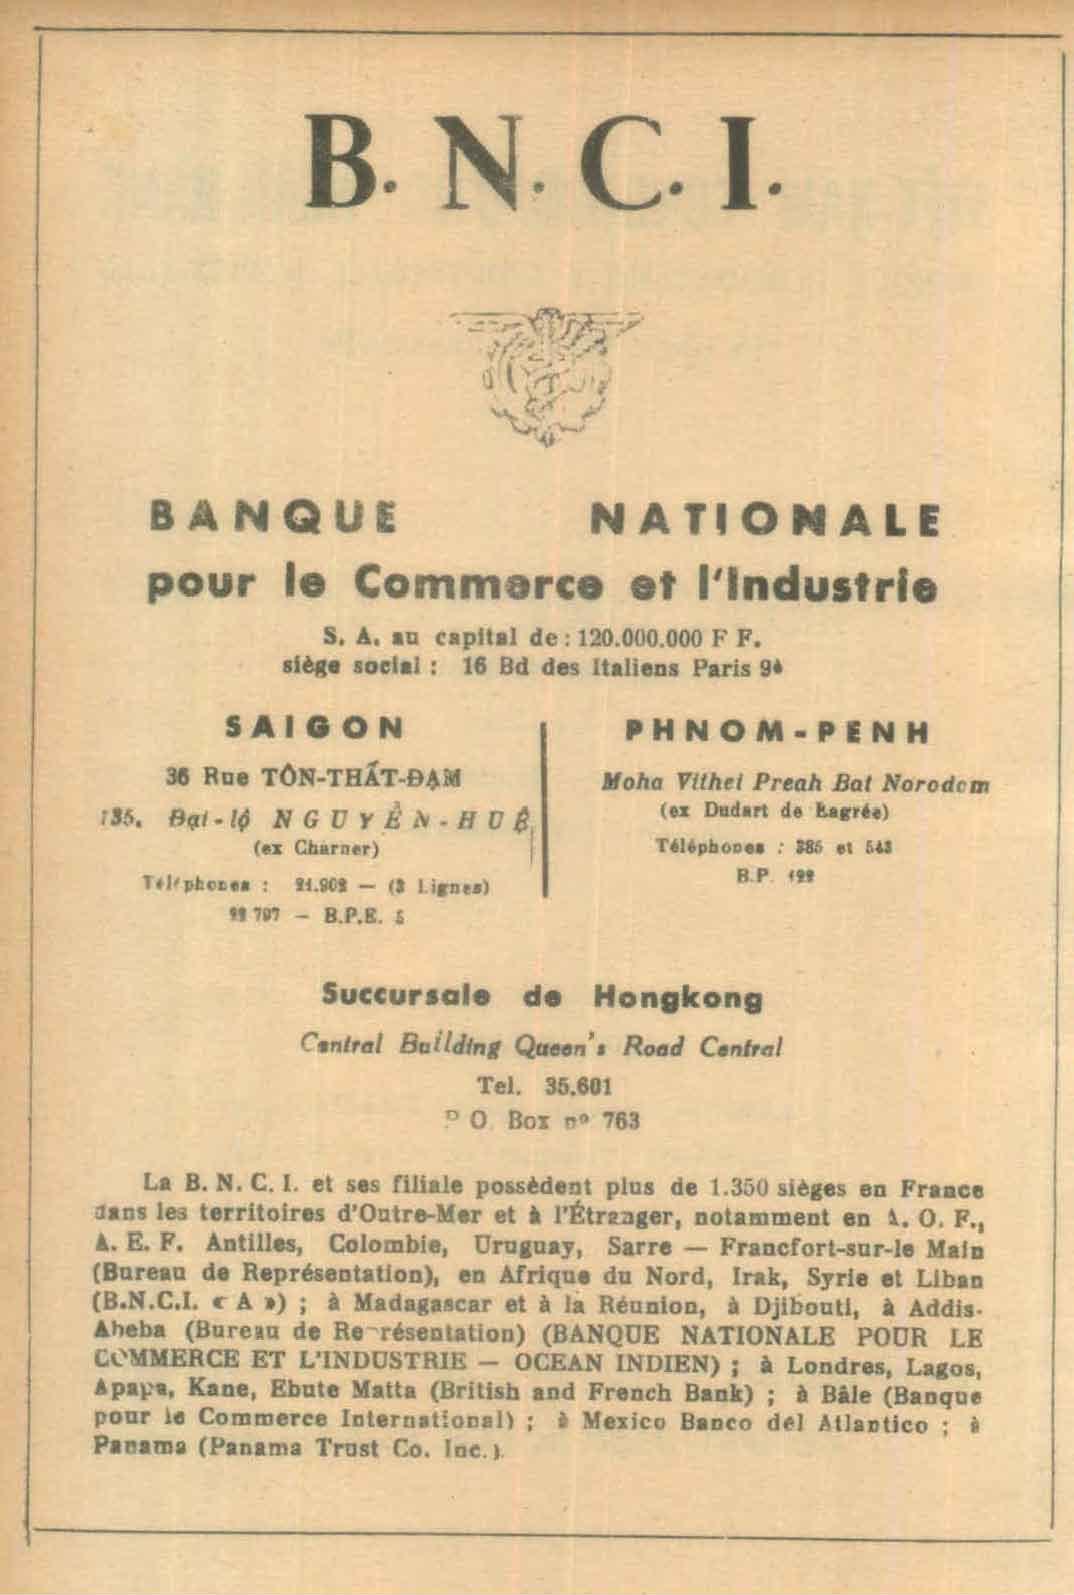 B. N. C. I.
BANQUE NATIONALE
pour le Commerce et l'Industrie
S. A. au capital de : 120.000.000 F F.
siège social : 16 Bd des Italiens Paris 9è
SAIGON
36 Rue TÔN-THẤT-ĐẠM
135, Đại-lộ NGUYỄN-HUỆ
(ex Charner)
Téléphones : 21.902 — (3 Lignes)
22 797 — B.P.E. 5
PHNOM-PENH
Moha Vithei Preah Bat Norodom
(ex Dudart de Lagrée)
Téléphones : 385 et 543
B.P. 122
Succursale de Hongkong
Central Building Queen's Road Central
Tel. 35.601
P O. Box nº 763
La B. N. C. I. et ses filiale possèdent plus de 1.350 sièges en France
dans les territoires d'Outre-Mer et à l'Étranger, notamment en A. O. F.,
A. E. F. Antilles, Colombie, Uruguay, Sarre — Francfort-sur-le Main
(Bureau de Représentation), en Afrique du Nord, Irak, Syrie et Liban
(B.N.C.I. « A ») ; à Madagascar et à la Réunion, à Djibouti, à Addis-
Abeba (Bureau de Représentation) (BANQUE NATIONALE POUR LE
COMMERCE ET L'INDUSTRIE — OCEAN INDIEN) ; à Londres, Lagos,
Apapa, Kane, Ebute Matta (British and French Bank) ; à Bâle (Banque
pour le Commerce International) ; à Mexico Banco del Atlantico ; à
Panama (Panama Trust Co. Inc.).